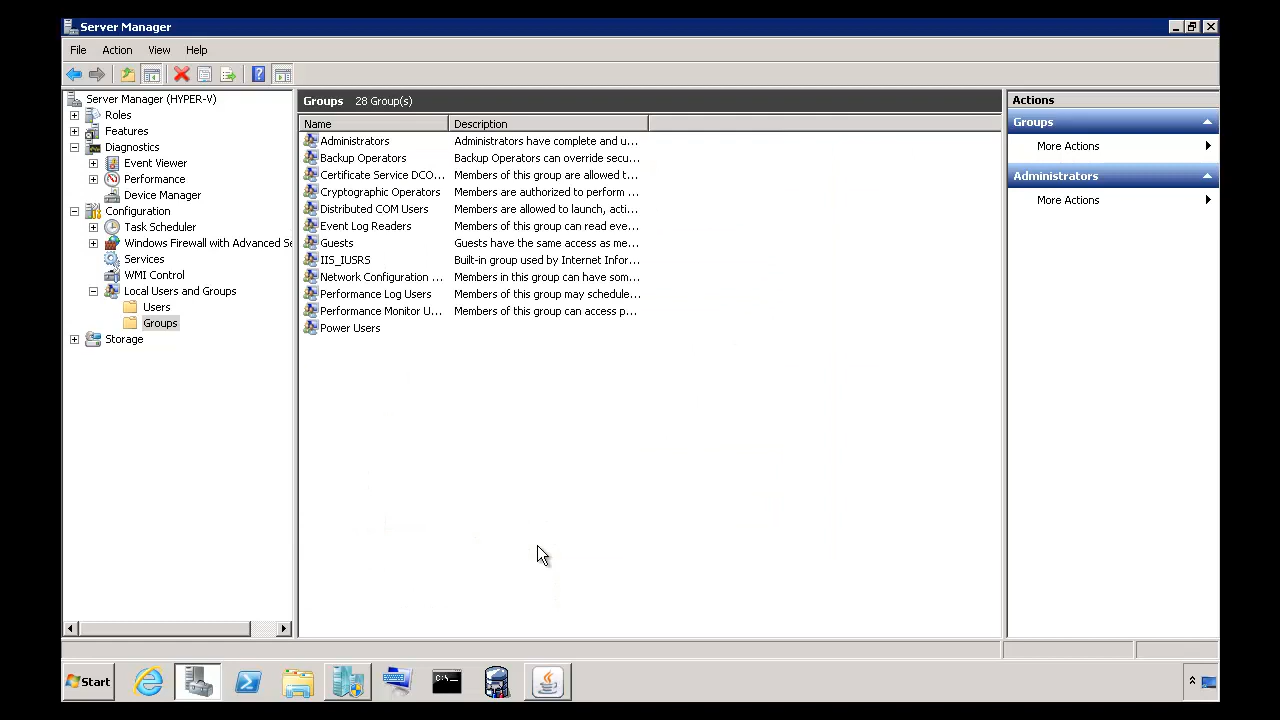 Server Manager
File Action View Help
Server Manager (HYPER-V)
Roles
Features
Diagnostics
Event Viewer
Performance
Device Manager
Configuration
Task Scheduler
Windows Firewall with Advanced Se
Services
WMI Control
Local Users and Groups
Users
Groups
Storage
Groups 28 Group(s)
Name Description
Administrators Administrators have complete and u...
Backup Operators Backup Operators can override secu...
Certificate Service DCO... Members of this group are allowed t...
Cryptographic Operators Members are authorized to perform ...
Distributed COM Users Members are allowed to launch, acti...
Event Log Readers Members of this group can read eve...
Guests Guests have the same access as me...
IIS_IUSRS Built-in group used by Internet Infor...
Network Configuration ... Members in this group can have som...
Performance Log Users Members of this group may schedule...
Performance Monitor U... Members of this group can access p...
Power Users
Actions
Groups
More Actions
Administrators
More Actions
Start